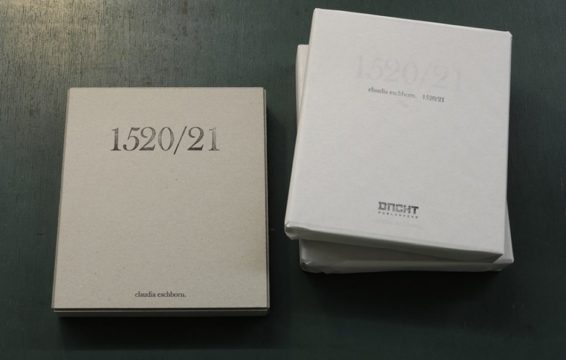 1520/21
claudia eschborn.
1520/21
claudia eschborn. 1520/21
DACHT